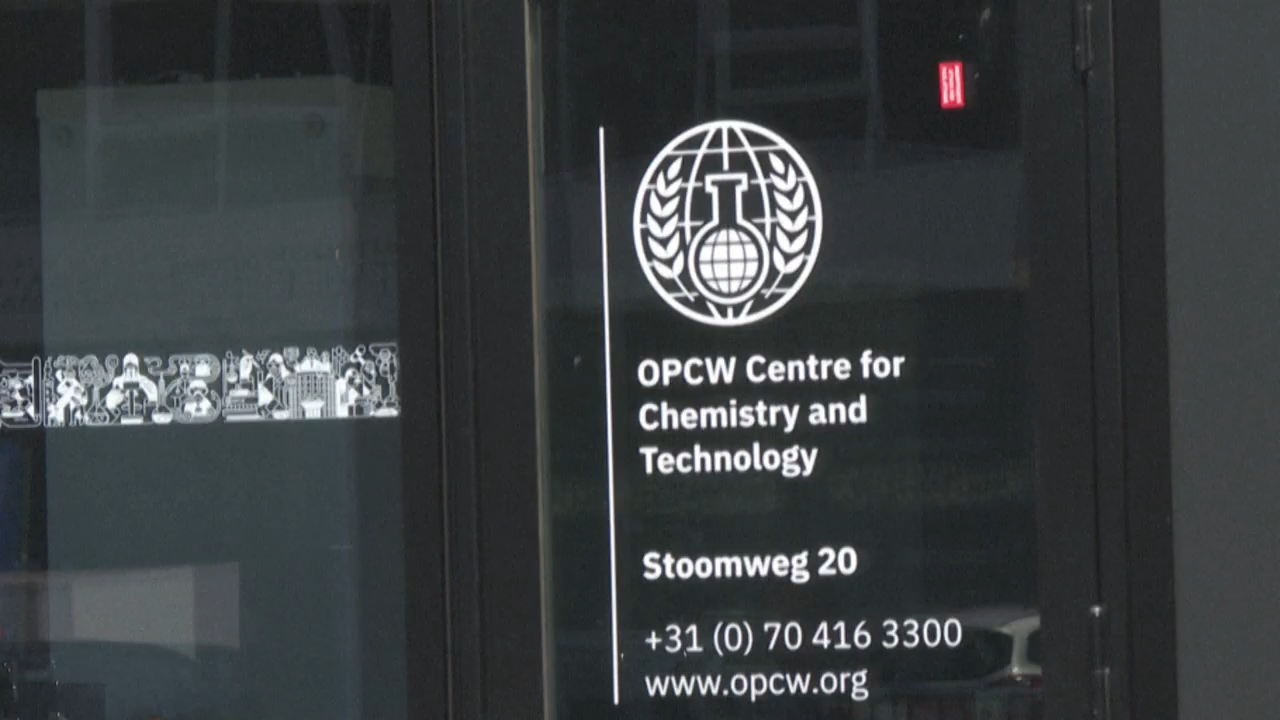 OPCW Centre for
Chemistry and
Technology
Stoomweg 20
+31 (0) 70 416 3300
www.opcw.org